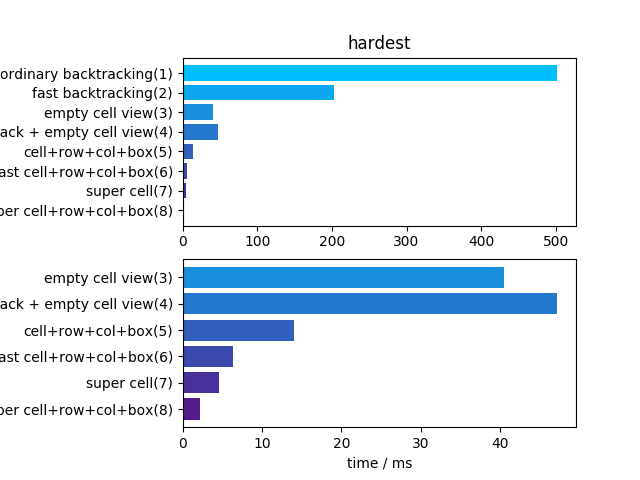 hardest
ordinary backtracking(1)
fast backtracking(2)
empty cell view(3)
ack + empty cell view(4)
cell+row+col+box(5)
ast cell+row+col+box(6)
super cell(7)
per cell+row+col+box(8)
0 100 200 300 400 500
empty cell view(3)
ack + empty cell view(4)
cell+row+col+box(5)
ast cell+row+col+box(6)
super cell(7)
per cell+row+col+box(8)
0 10 20 30 40
time / ms